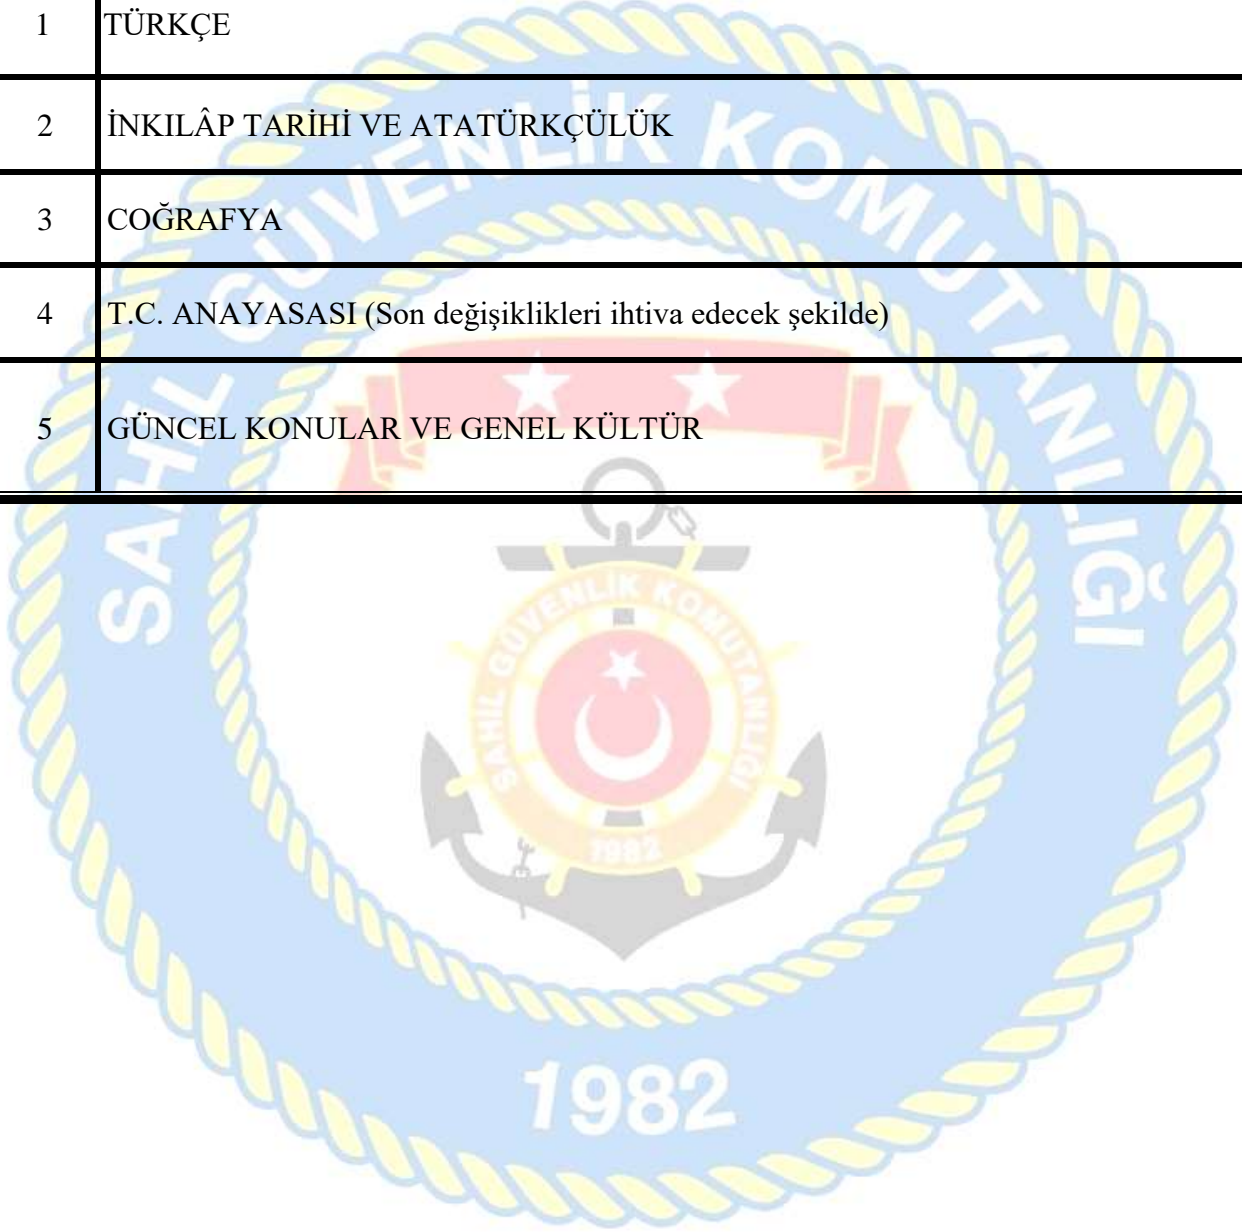 1 TÜRKÇE
2 İNKILÂP TARİHİ VE ATATÜRKÇÜLÜK
3 COĞRAFYA
4 T.C. ANAYASASI (Son değişiklikleri ihtiva edecek şekilde)
5 GÜNCEL KONULAR VE GENEL KÜLTÜR
SAHİL GÜVENLİK KOMUTANLIĞI
SAHİL GÜVENLİK KOMUTANLIĞI
1982
1982